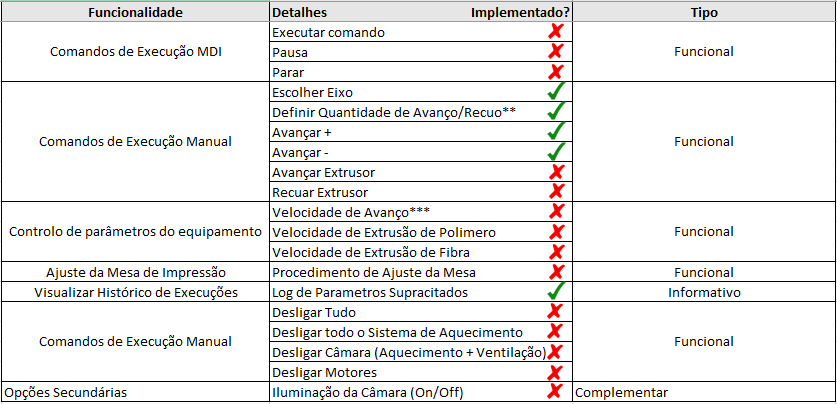 Funcionalidade Detalhes Implementado? Tipo
Executar comando
Comandos de Execução MDI Pausa Funcional
Parar
Escolher Eixo
Definir Quantidade de Avanço/Recuo**
Comandos de Execução Manual Avançar + Funcional
Avançar -
Avançar Extrusor
Recuar Extrusor
Velocidade de Avanço***
Controlo de parâmetros do equipamento Velocidade de Extrusão de Polimero Funcional
Velocidade de Extrusão de Fibra
Ajuste da Mesa de Impressão Procedimento de Ajuste da Mesa Funcional
Visualizar Histórico de Execuções Log de Parametros Supracitados Informativo
Desligar Tudo
Desligar todo o Sistema de Aquecimento
Comandos de Execução Manual Desligar Câmara (Aquecimento + Ventilação) Funcional
Desligar Motores
Opções Secundárias Iluminação da Câmara (On/Off) Complementar